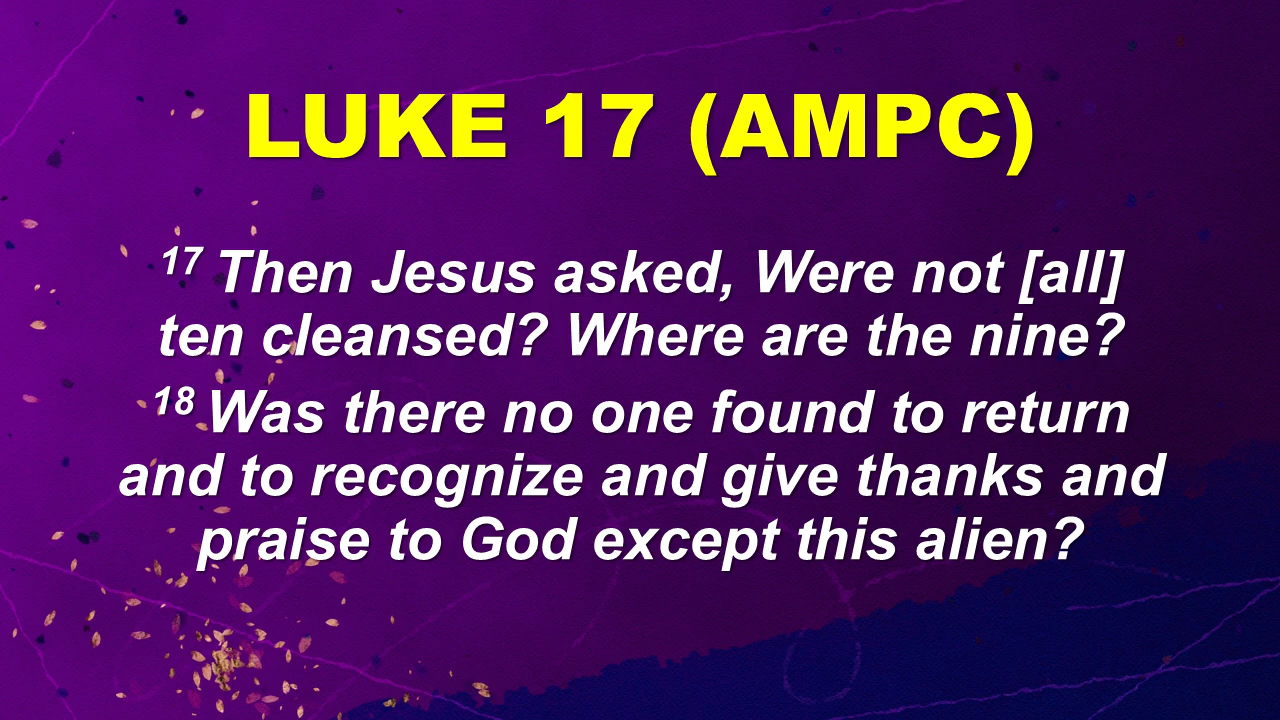 LUKE 17 (AMPC)
17 Then Jesus asked, Were not [all]
ten cleansed? Where are the nine?
18 Was there no one found to return
and to recognize and give thanks and
praise to God except this alien?